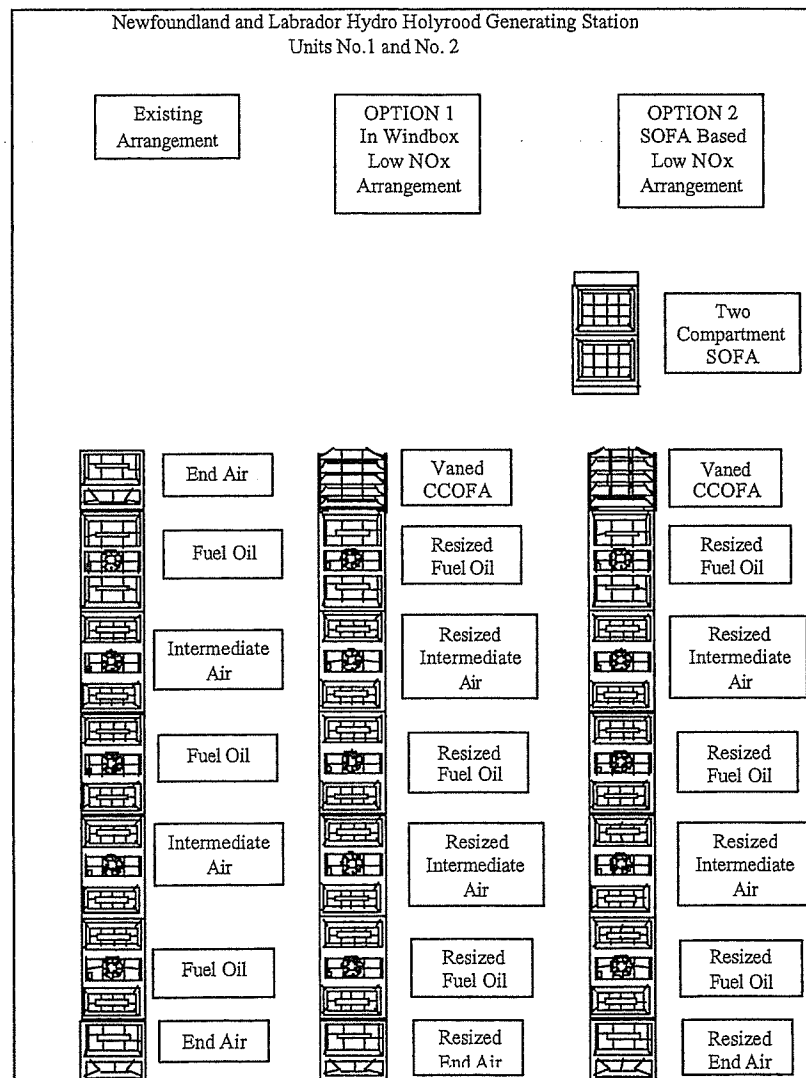 Newfoundland and Labrador Hydro Holyrood Generating Station
Units No.1 and No. 2
Existing
Arrangement
OPTION 1
In Windbox
Low NOx
Arrangement
OPTION 2
SOFA Based
Low NOx
Arrangement
Two
Compartment
SOFA
End Air
Vaned
CCOFA
Vaned
CCOFA
Fuel Oil
Resized
Fuel Oil
Resized
Fuel Oil
Intermediate
Air
Resized
Intermediate
Air
Resized
Intermediate
Air
Fuel Oil
Resized
Fuel Oil
Resized
Fuel Oil
Intermediate
Air
Resized
Intermediate
Air
Resized
Intermediate
Air
Fuel Oil
Resized
Fuel Oil
Resized
Fuel Oil
End Air
Resized
End Air
Resized
End Air